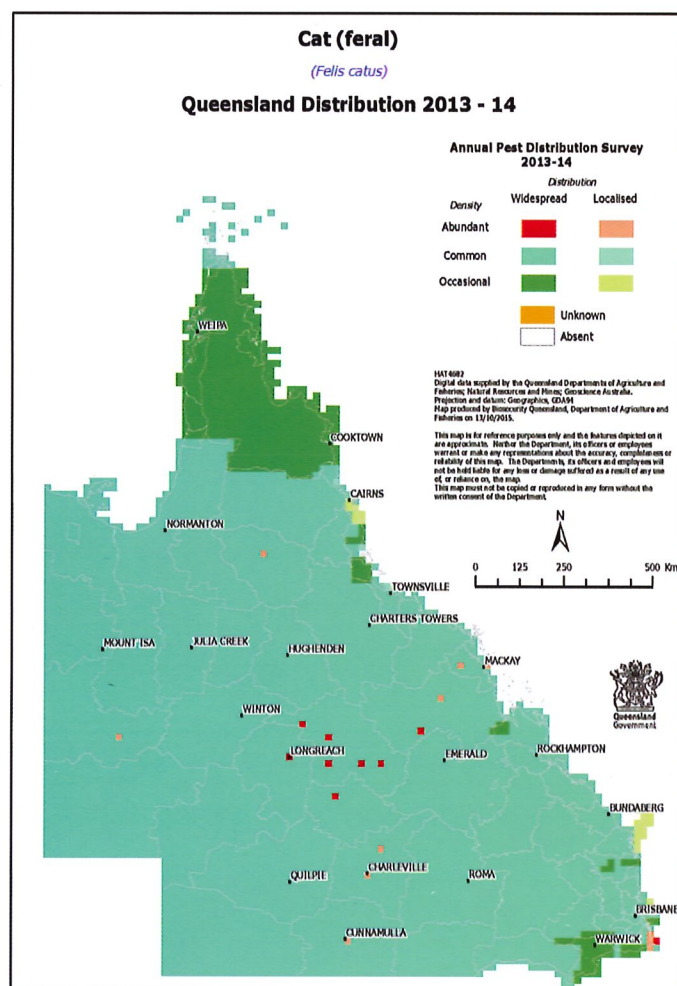 Cat (feral)
(Felis catus)
Queensland Distribution 2013 - 14
Annual Pest Distribution Survey
2013-14
Distribution
Density Widespread Localised
Abundant
Common
Occasional
Unknown
Absent
HAT4602
Digital data supplied by the Queensland Departments of Agriculture and
Fisheries; Natural Resources and Mines; Geoscience Australia.
Projection and datum: Geographics, GDA94
Map produced by Biosecurity Queensland, Department of Agriculture and
Fisheries on 13/10/2015.
This map is for reference purposes only and the features depicted on it
are approximate. Neither the Department, its officers or employees
warrant or make any representations about the accuracy, completeness or
reliability of this map. The Departments, its officers and employees will
not be held liable for any loss or damage suffered as a result of any use
of, or reliance on, the map.
This map must not be copied or reproduced in any form without the
written consent of the Department.
N
0 125 250 500 Km
Queensland
Government
WEIPA
COOKTOWN
CAIRNS
NORMANTON
TOWNSVILLE
CHARTERS TOWERS
MOUNT ISA
JULIA CREEK
HUGHENDEN
MACKAY
WINTON
LONGREACH
EMERALD
ROCKHAMPTON
BUNDABERG
QUILPIE
CHARLEVILLE
ROMA
BRISBANE
CUNNAMULLA
WARWICK